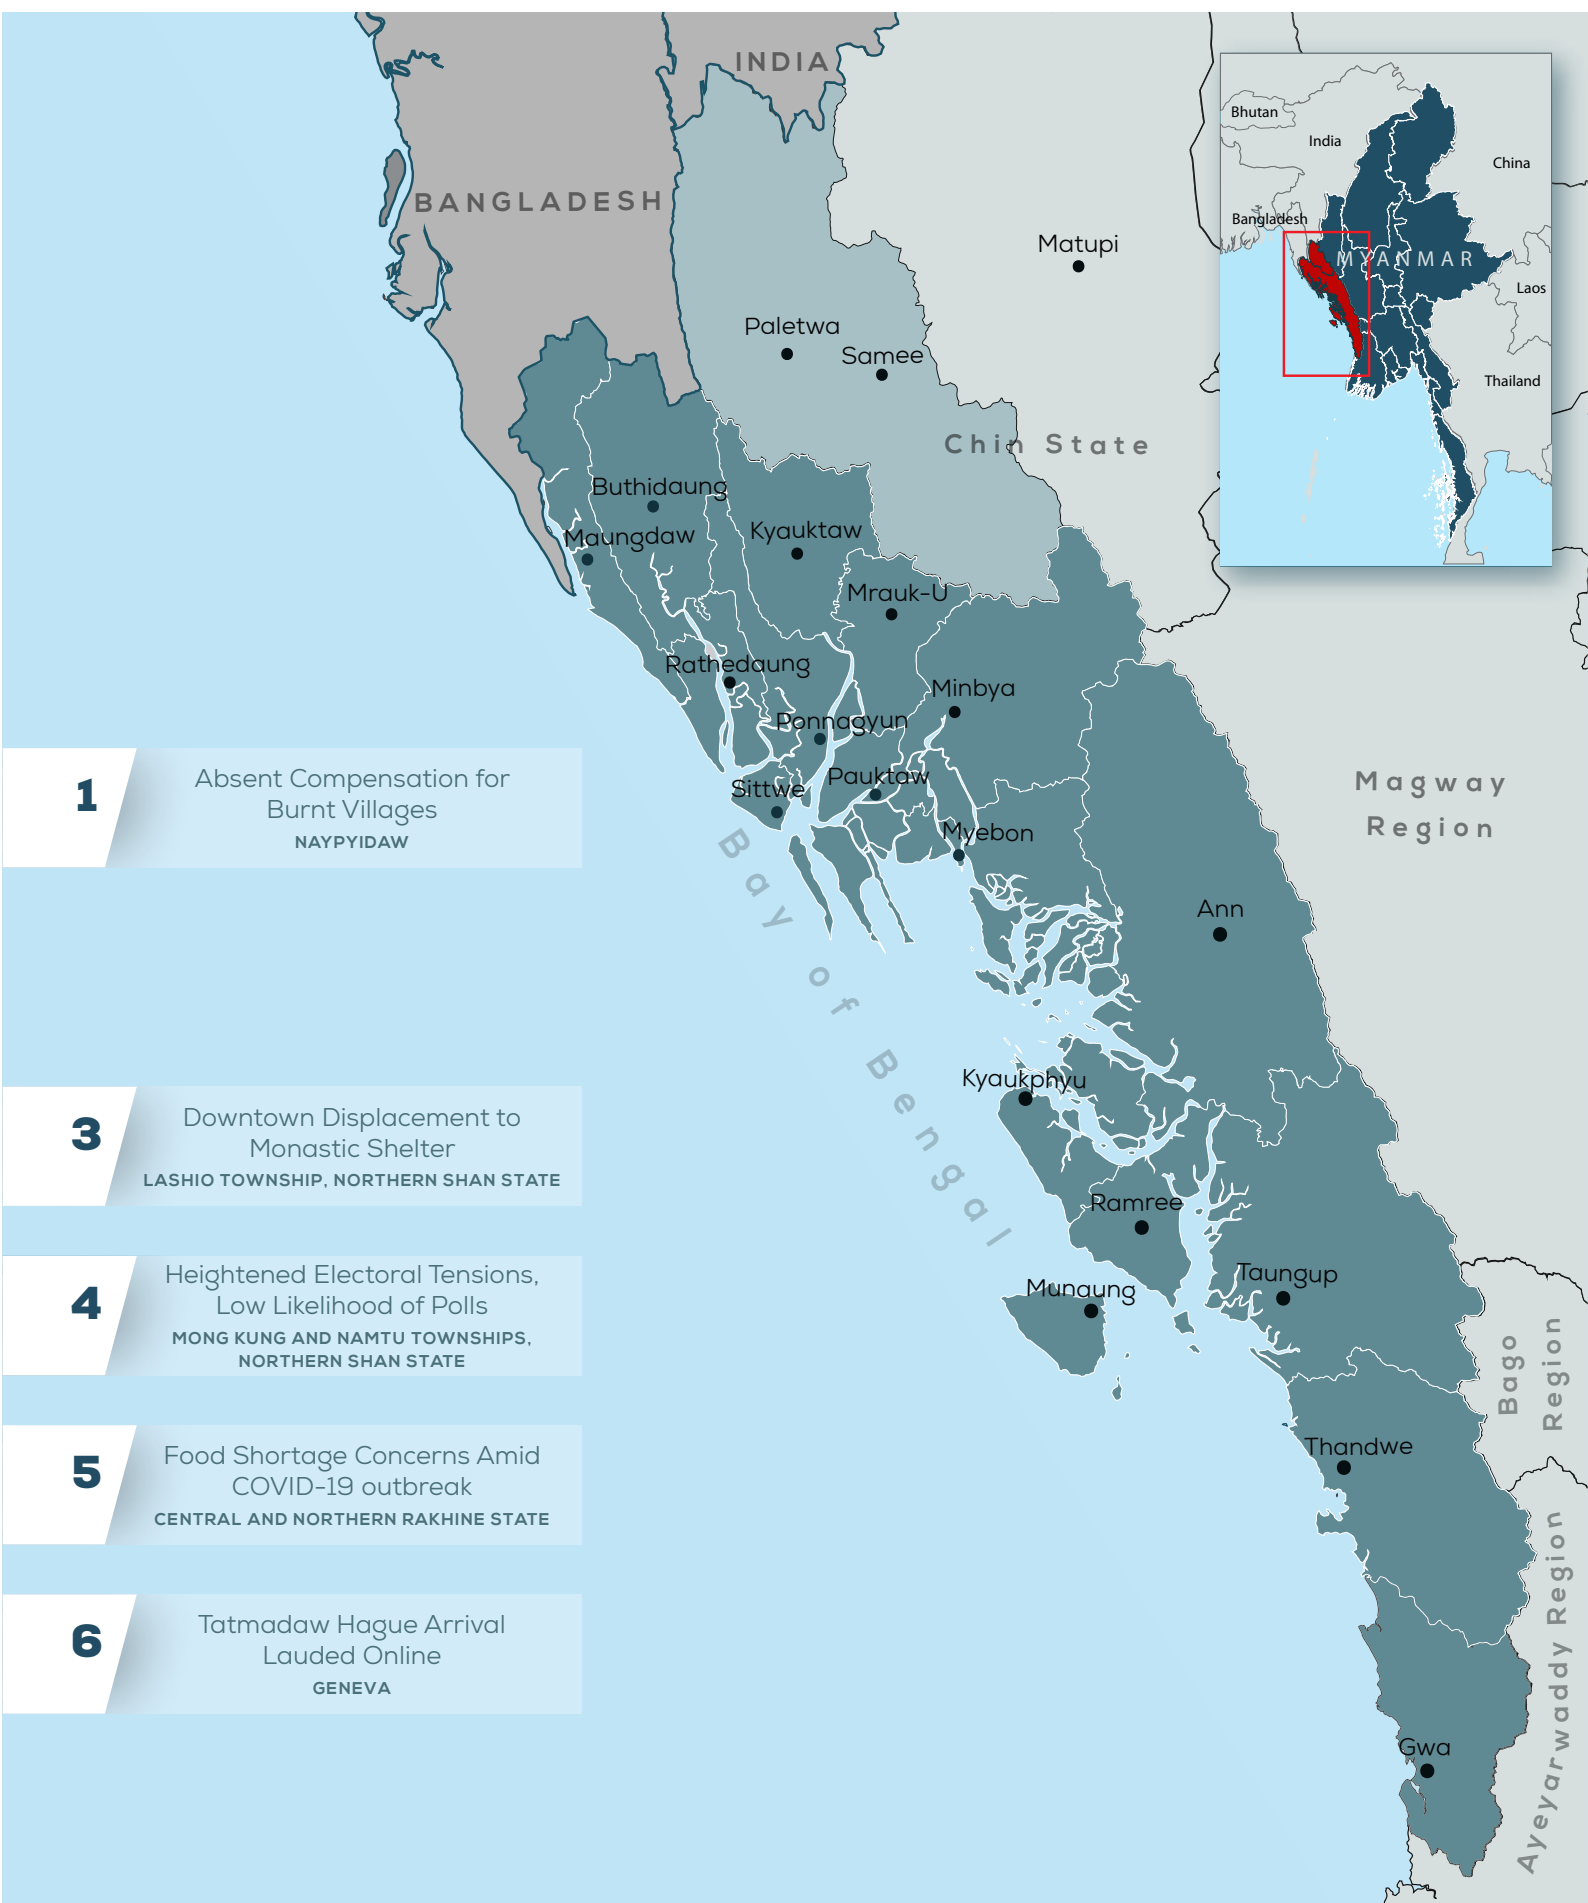 INDIA
BANGLADESH
Matupi
Paletwa
Samee
Chin State
Buthidaung
Maungdaw
Kyauktaw
Mrauk-U
Rathedaung
Minbya
Ponnagyun
Pauktaw
Sittwe
Myebon
Magway
Region
Ann
Bay of Bengal
Kyaukphyu
Ramree
Munaung
Taungup
Bago
Region
Thandwe
Ayeyarwaddy Region
Gwa
Bhutan
India
China
Bangladesh
MYANMAR
Laos
Thailand
1
Absent Compensation for
Burnt Villages
NAYPYIDAW
3
Downtown Displacement to
Monastic Shelter
LASHIO TOWNSHIP, NORTHERN SHAN STATE
4
Heightened Electoral Tensions,
Low Likelihood of Polls
MONG KUNG AND NAMTU TOWNSHIPS,
NORTHERN SHAN STATE
5
Food Shortage Concerns Amid
COVID-19 outbreak
CENTRAL AND NORTHERN RAKHINE STATE
6
Tatmadaw Hague Arrival
Lauded Online
GENEVA